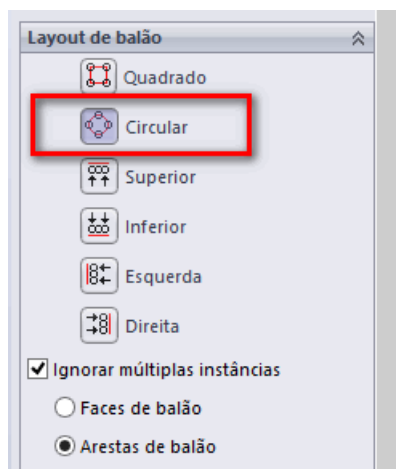 Layout de balão
Quadrado
Circular
Superior
Inferior
Esquerda
Direita
Ignorar múltiplas instâncias
Faces de balão
Arestas de balão